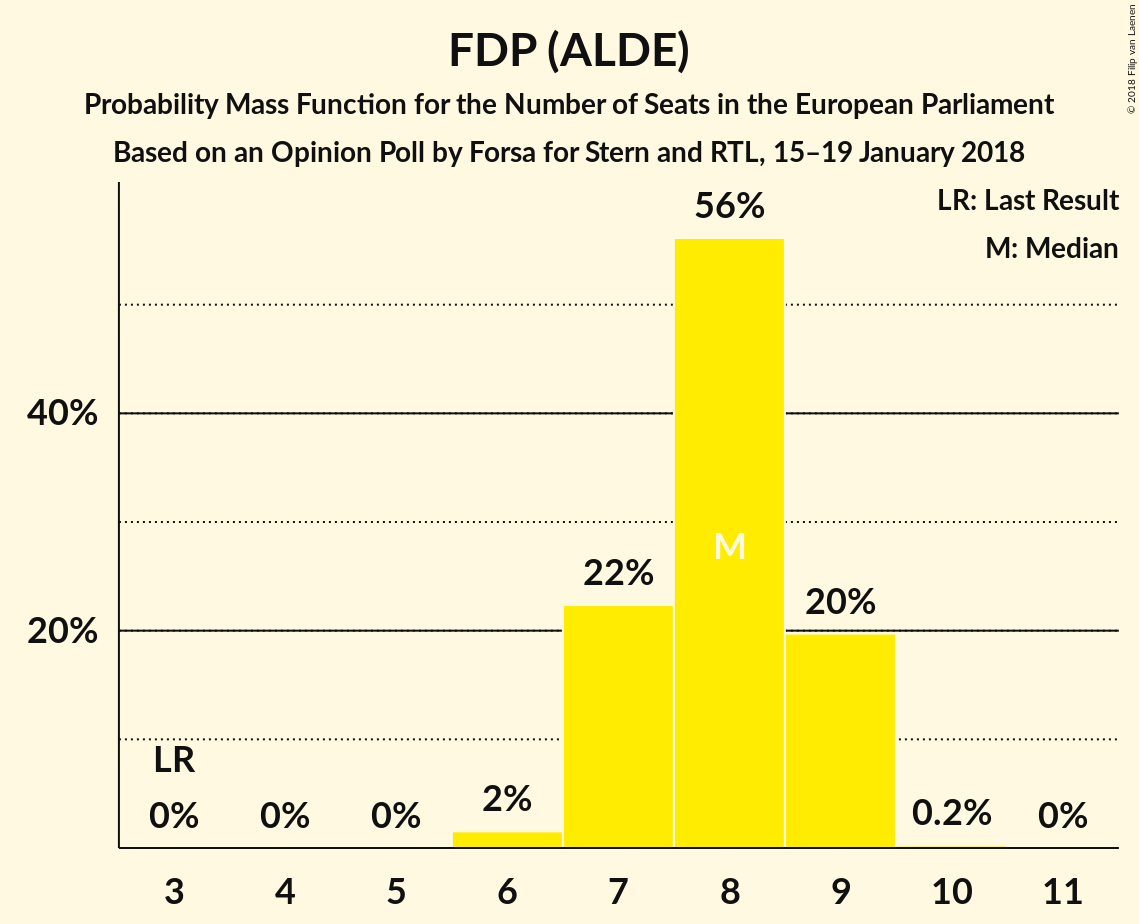 FDP (ALDE)
Probability Mass Function for the Number of Seats in the European Parliament
Based on an Opinion Poll by Forsa for Stern and RTL, 15–19 January 2018
© 2018 Filip van Laenen
LR: Last Result
M: Median
56%
40%
M
22%
20%
20%
LR
0%
0%
0%
2%
0.2%
0%
3 4 5 6 7 8 9 10 11